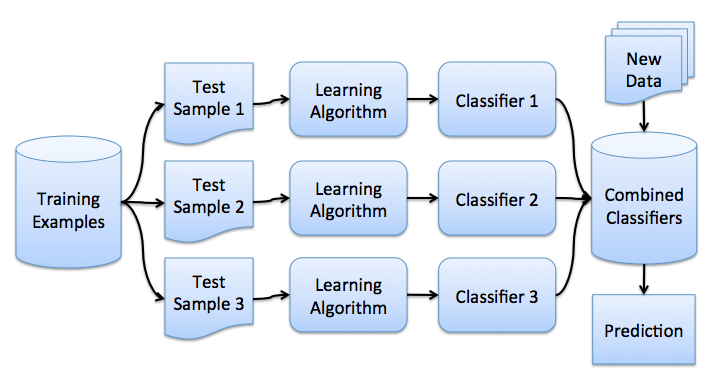 Training
Examples
Test
Sample 1
Learning
Algorithm
Classifier 1
Test
Sample 2
Learning
Algorithm
Classifier 2
Test
Sample 3
Learning
Algorithm
Classifier 3
New
Data
Combined
Classifiers
Prediction